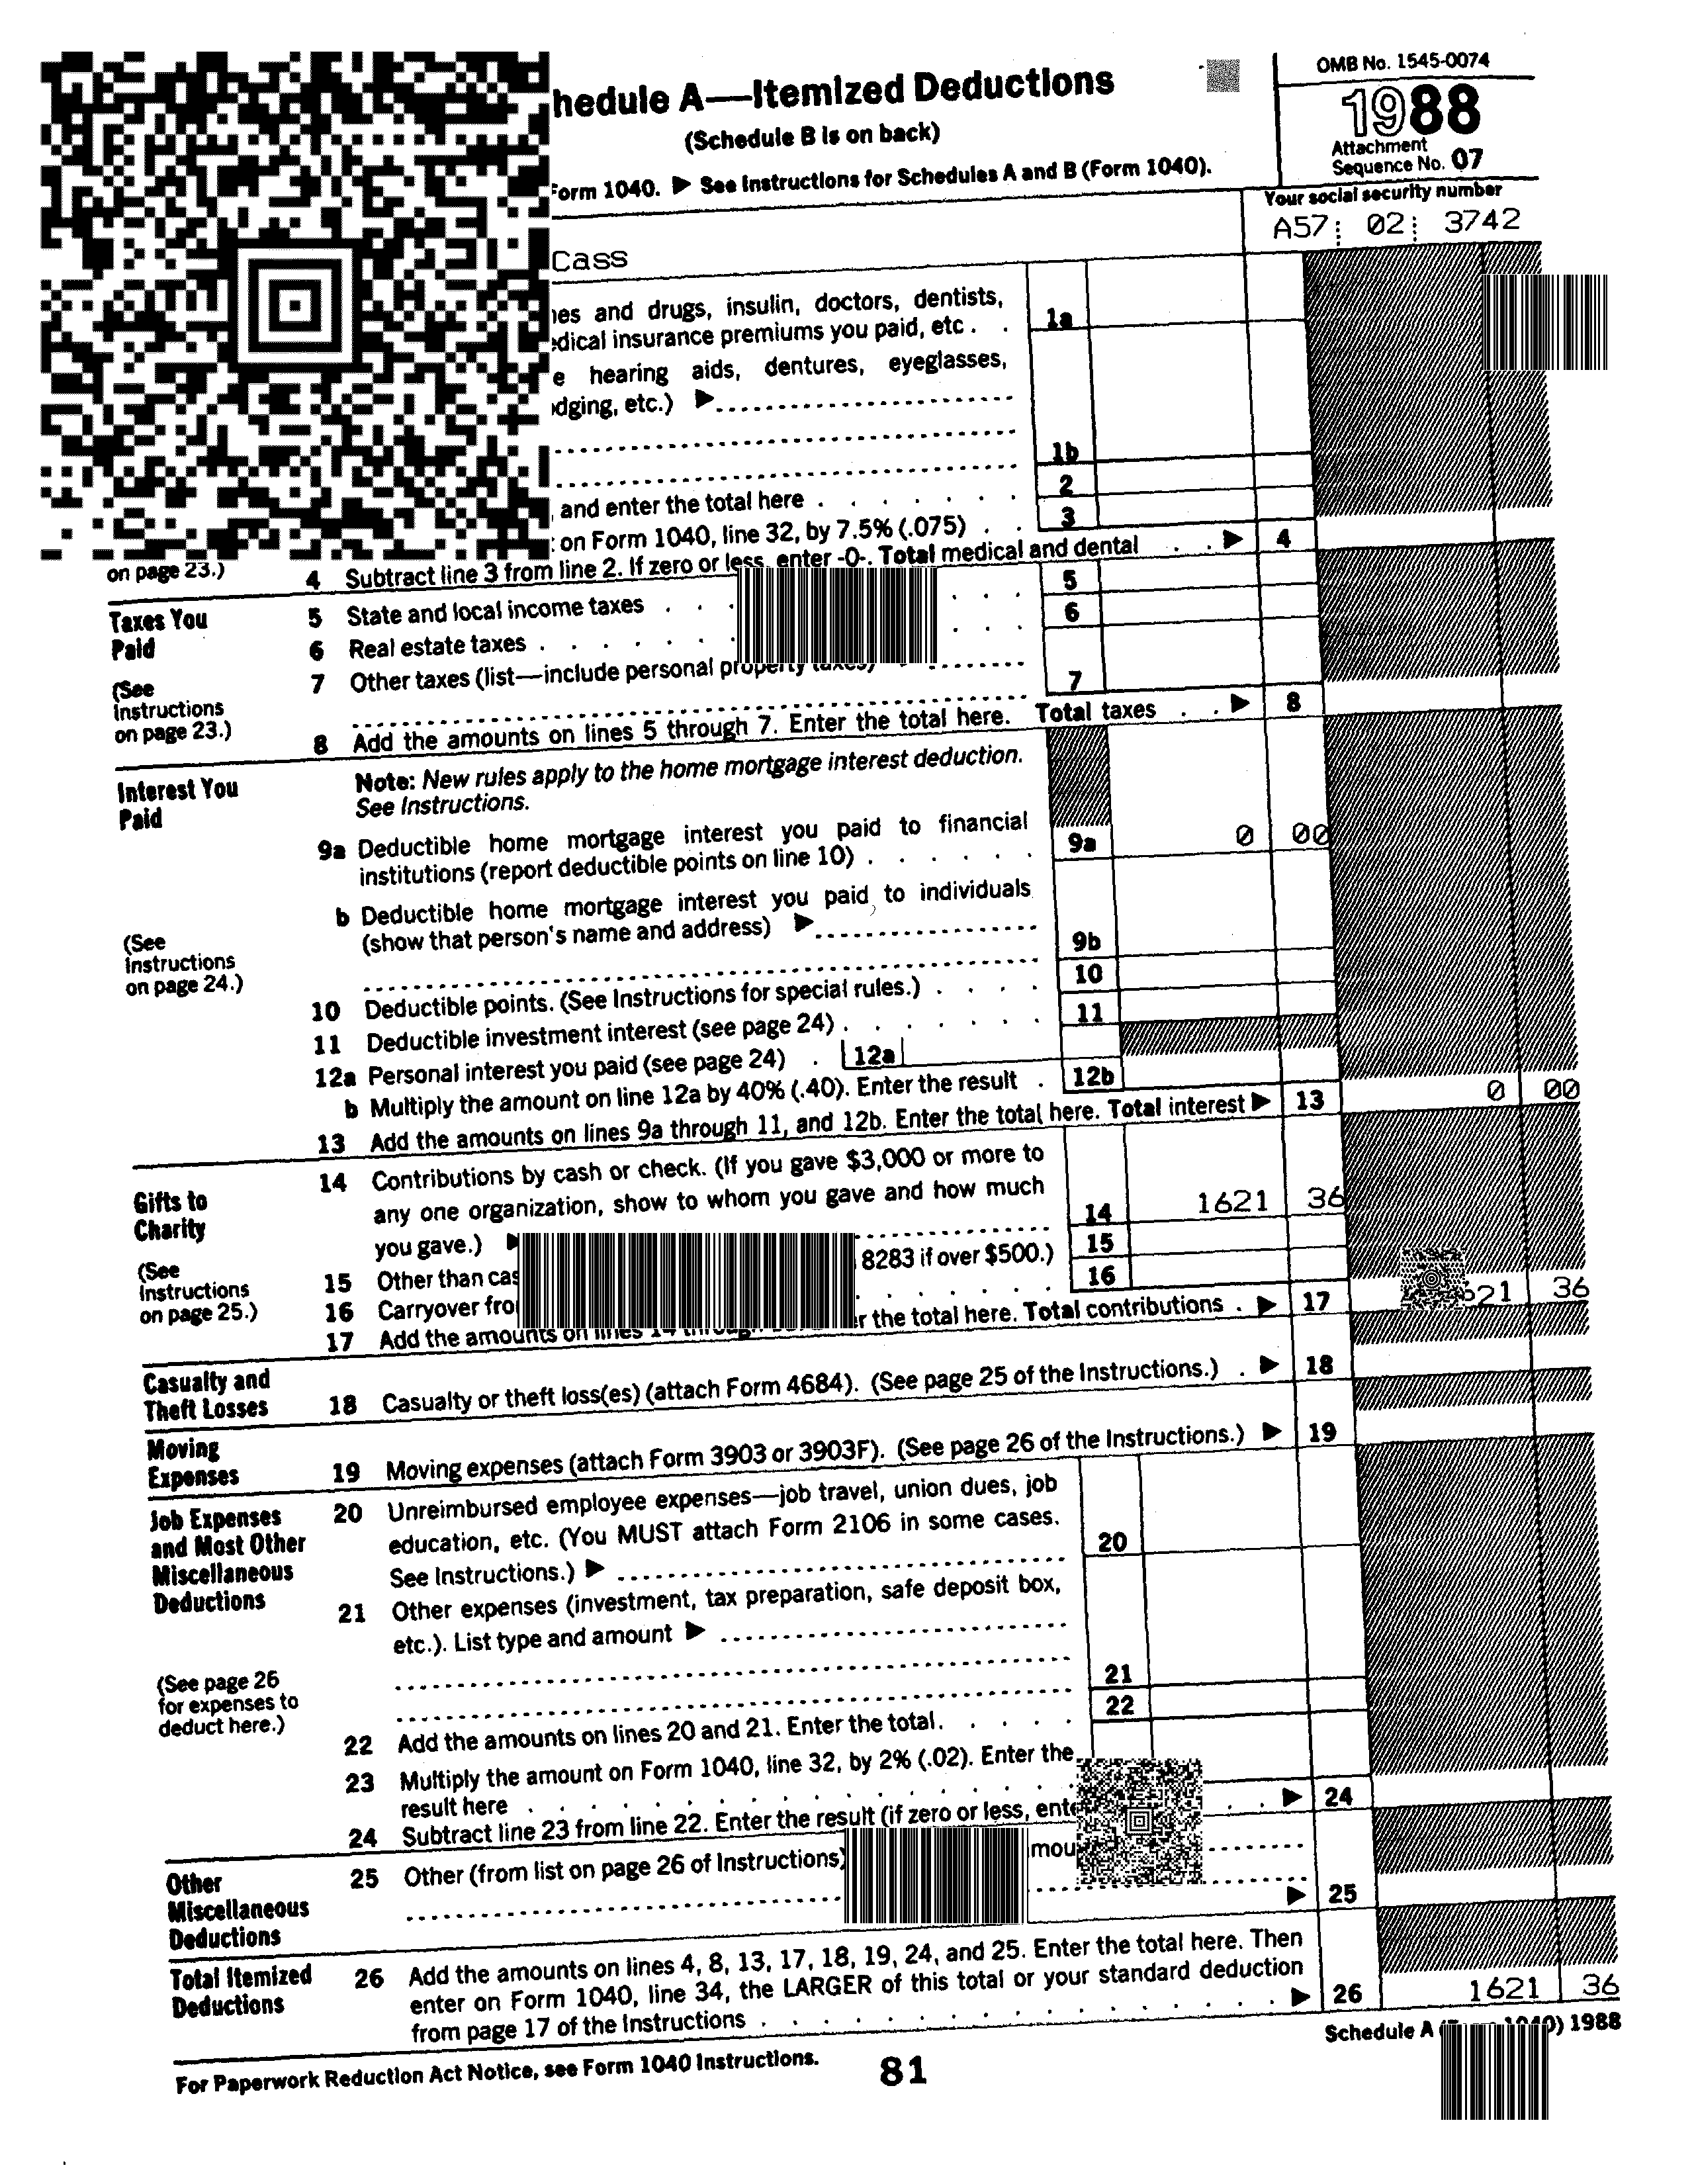 hedule A—Itemized Deductions
OMB No. 1545-0074
(Schedule B is on back)
1988
Form 1040. ▶ See Instructions for Schedules A and B (Form 1040).
Attachment
Sequence No. 07
Your social security number
Cass
A57 02 3742
and drugs, insulin, doctors, dentists,
insurance premiums you paid, etc . .
1a
hearing aids, dentures, eyeglasses,
etc.) ▶
1b
2
and enter the total here . . . . . . .
3
on Form 1040, line 32, by 7.5% (.075) . .
on page 23.)
4 Subtract line 3 from line 2. If zero or less, enter -0-. Total medical and dental . . ▶ 4
Taxes You
Paid
(See
Instructions
on page 23.)
5 State and local income taxes . . . . . . 5
6 Real estate taxes . . . . . . . . . 6
7 Other taxes (list—include personal property taxes) 7
8 Add the amounts on lines 5 through 7. Enter the total here. Total taxes . . ▶ 8
Interest You
Paid
(See
Instructions
on page 24.)
Note: New rules apply to the home mortgage interest deduction.
See Instructions.
9a Deductible home mortgage interest you paid to financial
institutions (report deductible points on line 10) . . . . . . 9a 0 00
b Deductible home mortgage interest you paid to individuals
(show that person's name and address) ▶
9b
10 Deductible points. (See Instructions for special rules.) . . . . 10
11 Deductible investment interest (see page 24) . . . . . . . 11
12a Personal interest you paid (see page 24) . 12a
b Multiply the amount on line 12a by 40% (.40). Enter the result . 12b
13 Add the amounts on lines 9a through 11, and 12b. Enter the total here. Total interest ▶ 13 0 00
Gifts to
Charity
(See
Instructions
on page 25.)
14 Contributions by cash or check. (If you gave $3,000 or more to
any one organization, show to whom you gave and how much
you gave.) ▶ 14 1621 36
15 Other than cas 8283 if over $500.) 15
16 Carryover fro 16
17 Add the amounts on lines 14 through the total here. Total contributions . ▶ 17 621 36
Casualty and
Theft Losses
18 Casualty or theft loss(es) (attach Form 4684). (See page 25 of the Instructions.) . ▶ 18
Moving
Expenses
19 Moving expenses (attach Form 3903 or 3903F). (See page 26 of the Instructions.) ▶ 19
Job Expenses
and Most Other
Miscellaneous
Deductions
(See page 26
for expenses to
deduct here.)
20 Unreimbursed employee expenses—job travel, union dues, job
education, etc. (You MUST attach Form 2106 in some cases.
See Instructions.) ▶ 20
21 Other expenses (investment, tax preparation, safe deposit box,
etc.). List type and amount ▶
21
22 Add the amounts on lines 20 and 21. Enter the total. . . . . 22
23 Multiply the amount on Form 1040, line 32, by 2% (.02). Enter the
result here . . . . . . . . . .
24 Subtract line 23 from line 22. Enter the result (if zero or less, ente . . ▶ 24
Other
Miscellaneous
Deductions
25 Other (from list on page 26 of Instructions) mou
▶ 25
Total Itemized
Deductions
26 Add the amounts on lines 4, 8, 13, 17, 18, 19, 24, and 25. Enter the total here. Then
enter on Form 1040, line 34, the LARGER of this total or your standard deduction
from page 17 of the Instructions . . . . . . . . . . . ▶ 26 1621 36
For Paperwork Reduction Act Notice, see Form 1040 Instructions.
81
Schedule A 1040) 1988